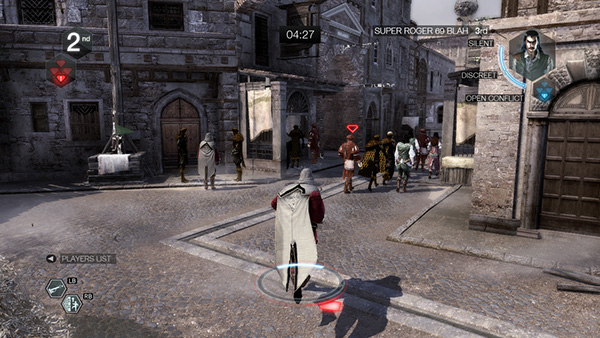 2nd
04:27
SUPER ROGER 69 BLAH 3rd
SILENT
DISCREET
OPEN CONFLICT
PLAYERS LIST
LB
RB